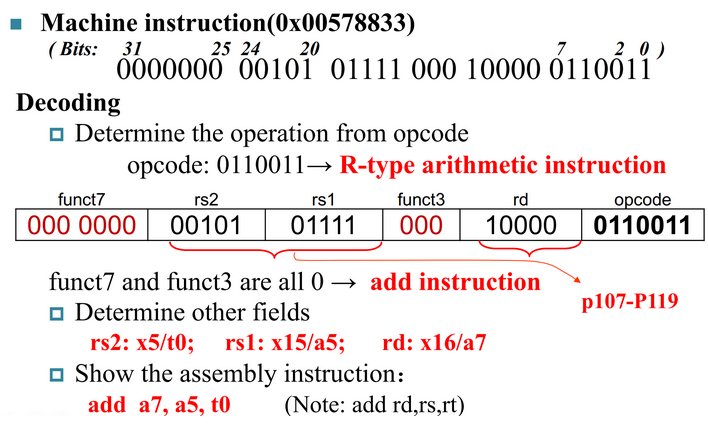 Machine instruction(0x00578833)
( Bits: 31 25 24 20 7 2 0 )
0000000 00101 01111 000 10000 0110011
Decoding
Determine the operation from opcode
opcode: 0110011→ R-type arithmetic instruction
funct7 rs2 rs1 funct3 rd opcode
000 0000 00101 01111 000 10000 0110011
funct7 and funct3 are all 0 → add instruction
p107-P119
Determine other fields
rs2: x5/t0; rs1: x15/a5; rd: x16/a7
Show the assembly instruction：
add a7, a5, t0 (Note: add rd,rs,rt)